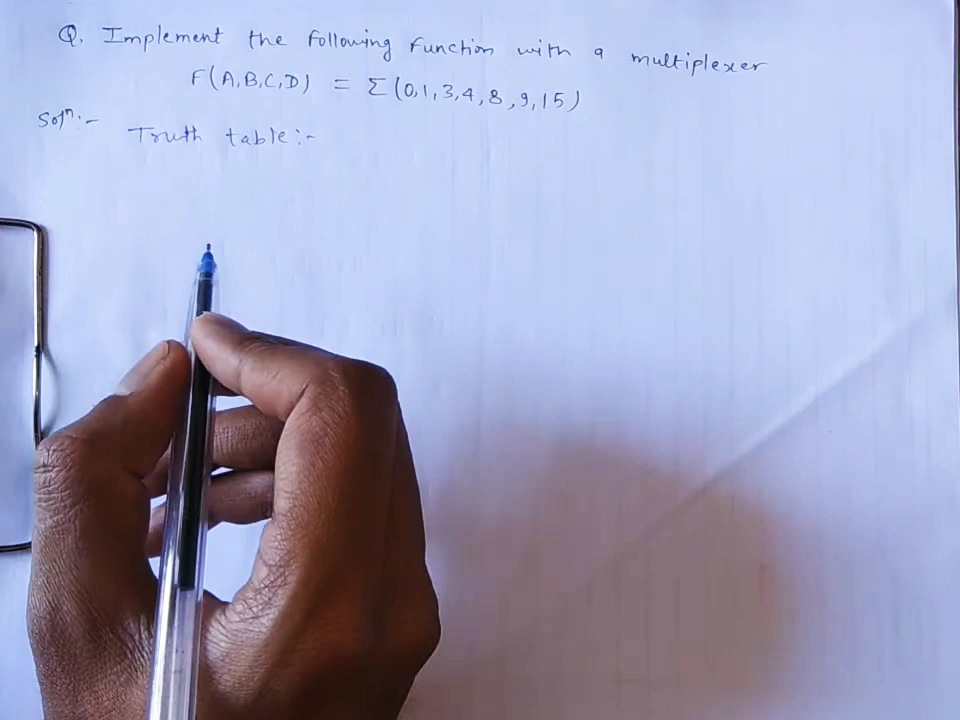 Q. Implement the following function with a multiplexer
F(A,B,C,D) = Σ(0,1,3,4,8,9,15)
Solⁿ:-
Truth table:-